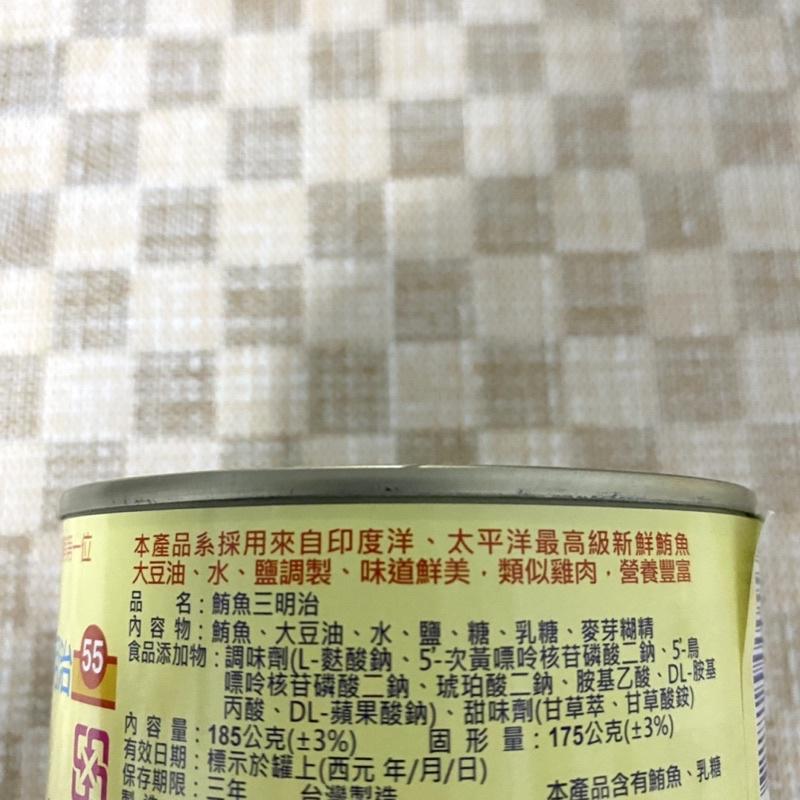 本產品系採用來自印度洋、太平洋最高級新鮮鮪魚
大豆油、水、鹽調製、味道鮮美,類似雞肉,營養豐富
品 名:鮪魚三明治
內容物:鮪魚、大豆油、水、鹽、糖、乳糖、麥芽糊精
食品添加物:調味劑(L-麩酸鈉、5'-次黃嘌呤核苷磷酸二鈉、5'-鳥
嘌呤核苷磷酸二鈉、琥珀酸二鈉、胺基乙酸、DL-胺基
丙酸、DL-蘋果酸鈉)、甜味劑(甘草萃、甘草酸銨)
內容量:185公克(±3%) 固形量:175公克(±3%)
有效日期:標示於罐上(西元 年/月/日)
保存期限:三年 台灣製造
本產品含有鮪魚、乳糖
一位
治
55